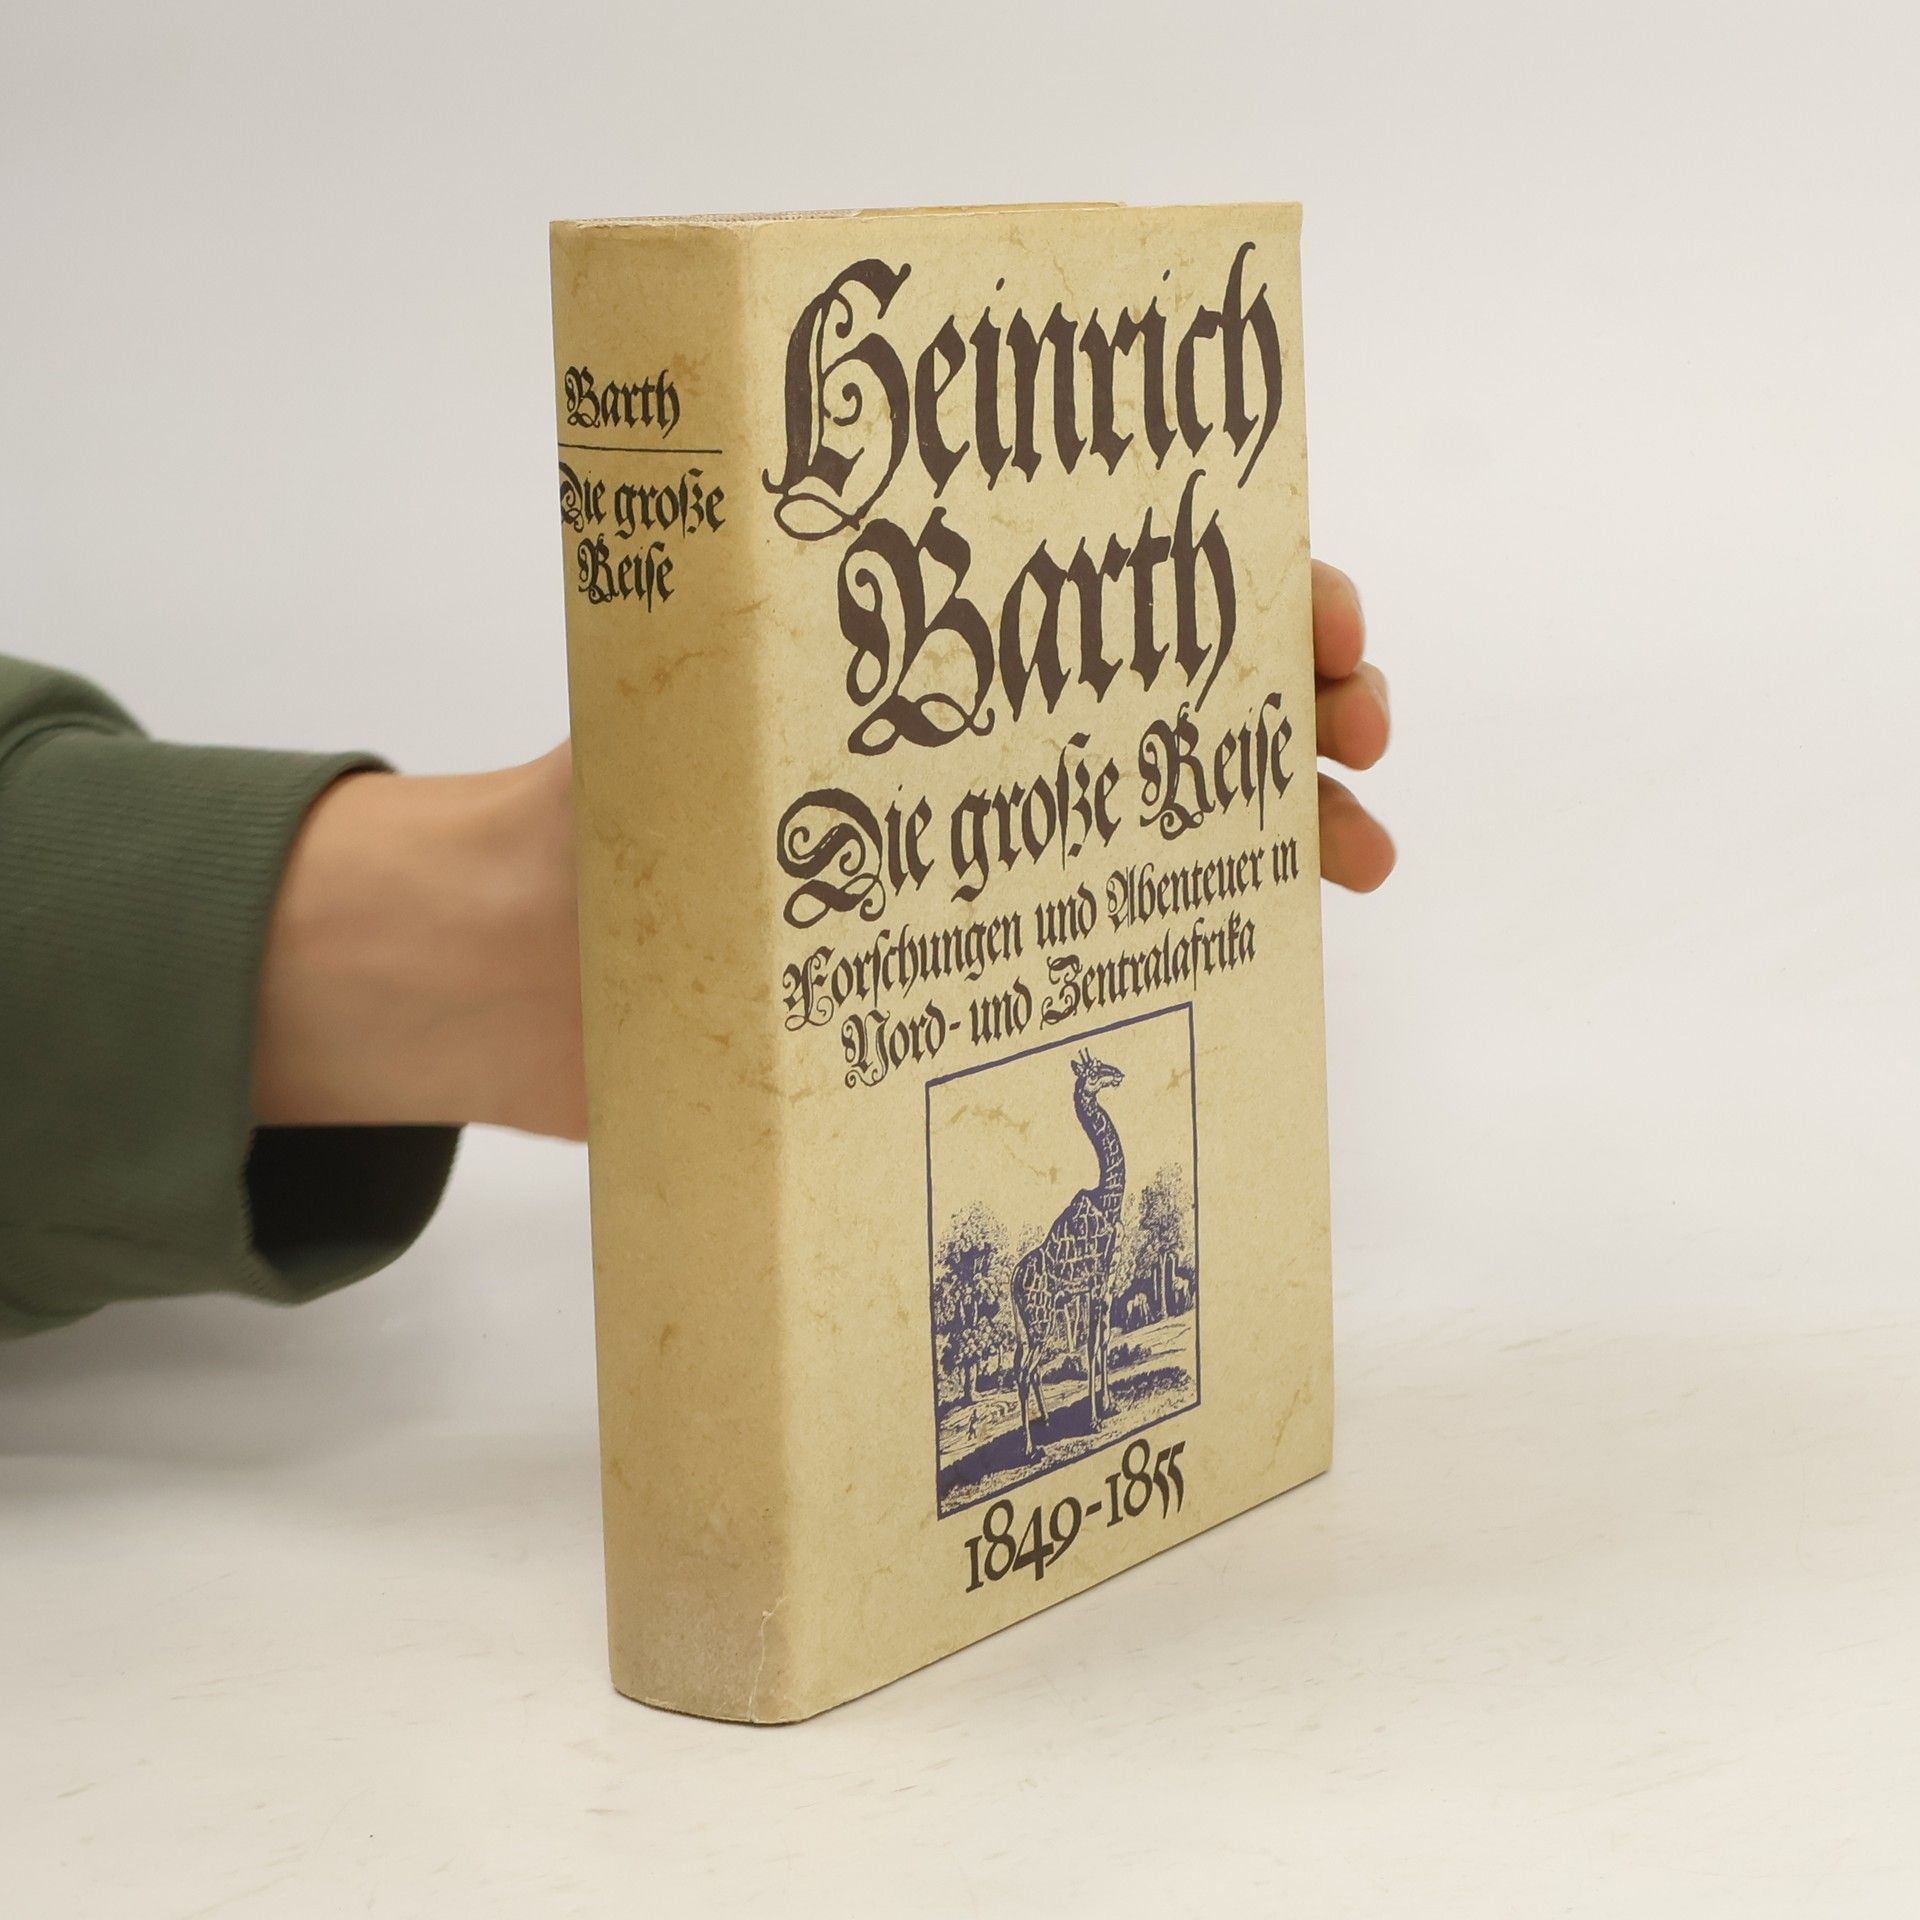 Barth
Die große
Reise
Heinrich
Barth
Die große Reise
Forschungen und Abenteuer in
Nord- und Zentralafrika
1849-1855